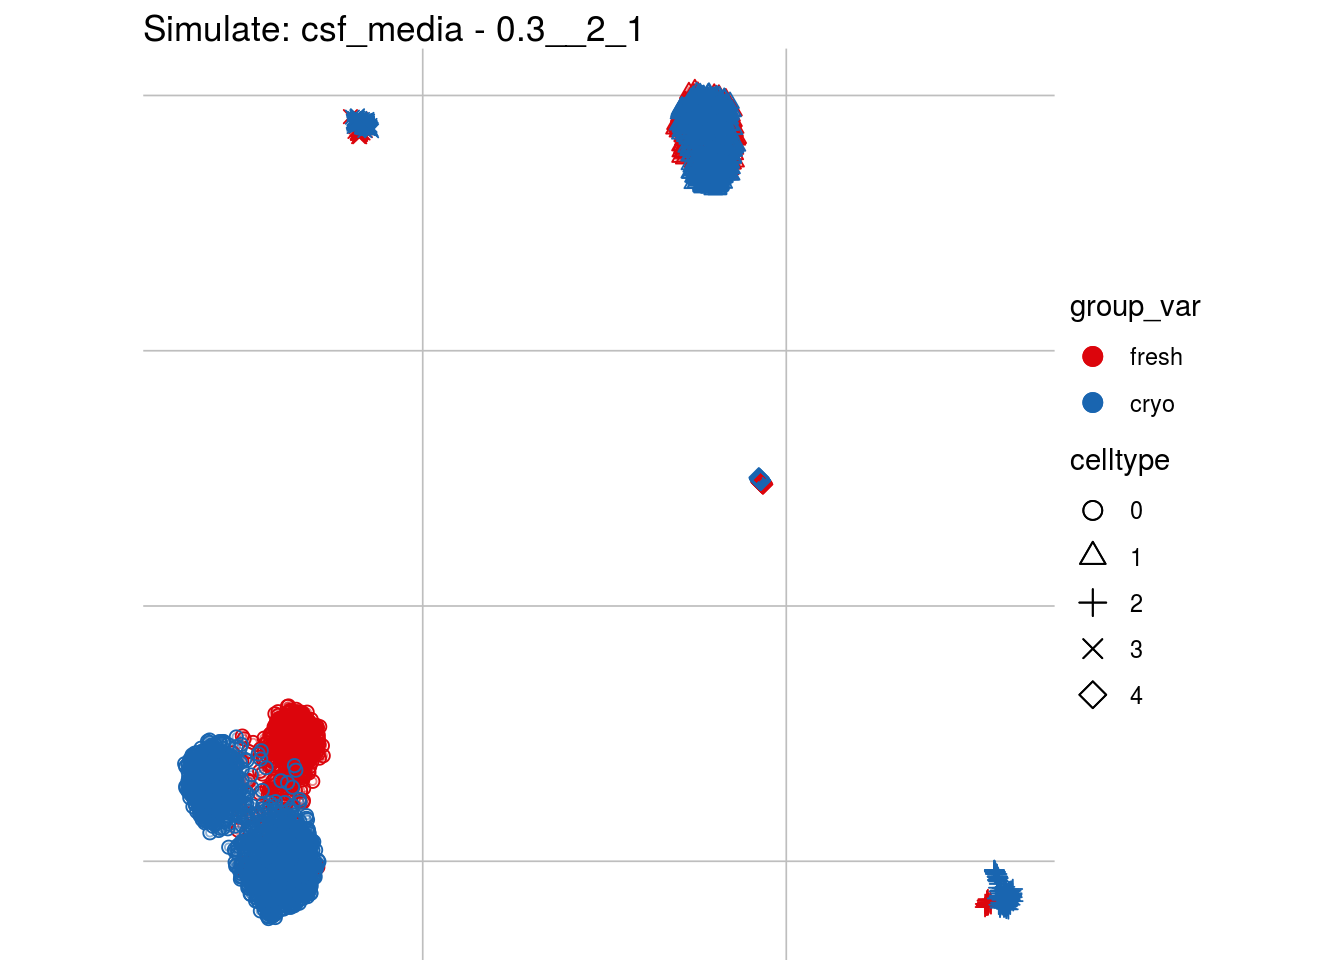 Simulate: csf_media - 0.3__2_1
group_var
fresh
cryo
celltype
0
1
2
3
4